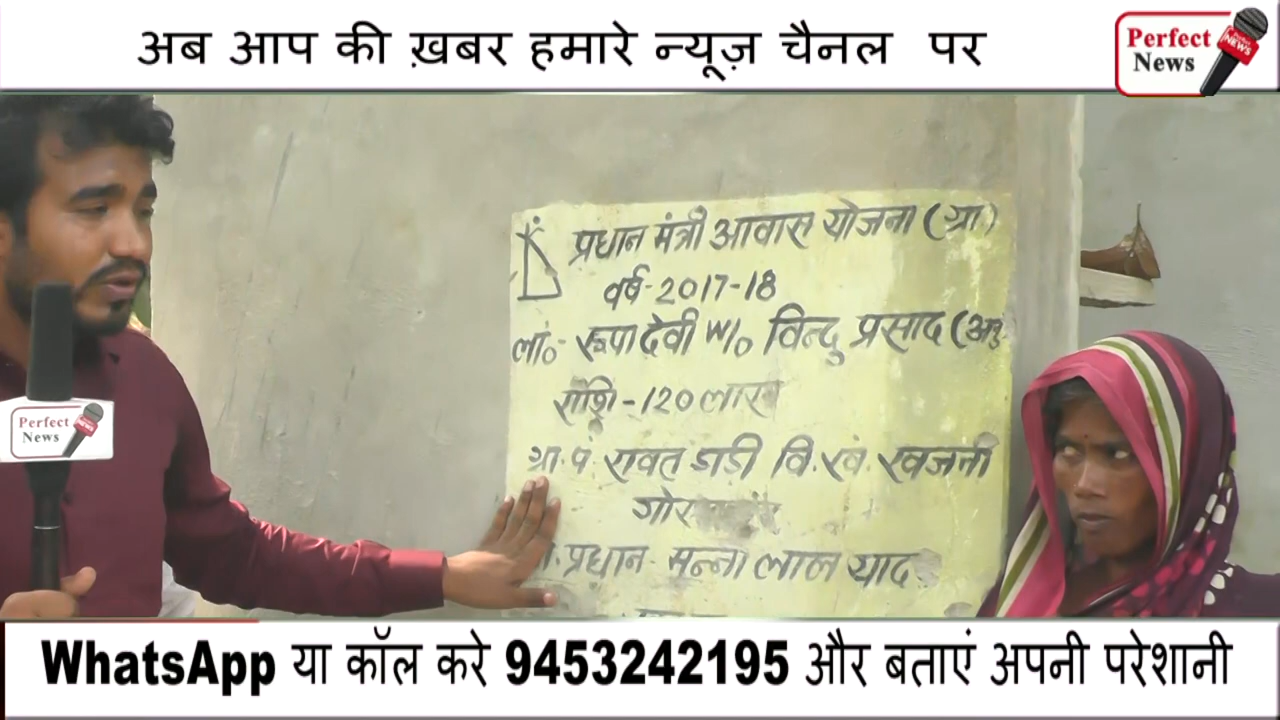 अब आप की ख़बर हमारे न्यूज़ चैनल पर
Perfect
News
प्रधान मंत्री आवास योजना (ग्रा.)
वर्ष-2017-18
लाo- रूपा देवी w/o विन्दु प्रसाद (अनु
राशि-120 लाख
ग्रा.पं. रावत डाड़ी वि.खं. खजनी
प्रधान- मन्ना लाल याद
Perfect
News
WhatsApp या कॉल करे 9453242195 और बताएं अपनी परेशानी